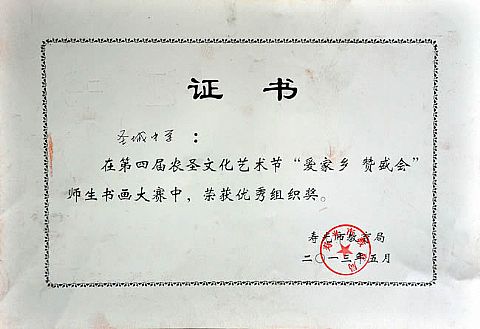 证书
圣城中学：
在第四届农圣文化艺术节“爱家乡 赞盛会”
师生书画大赛中，荣获优秀组织奖。
寿光市教育局
二〇一三年五月